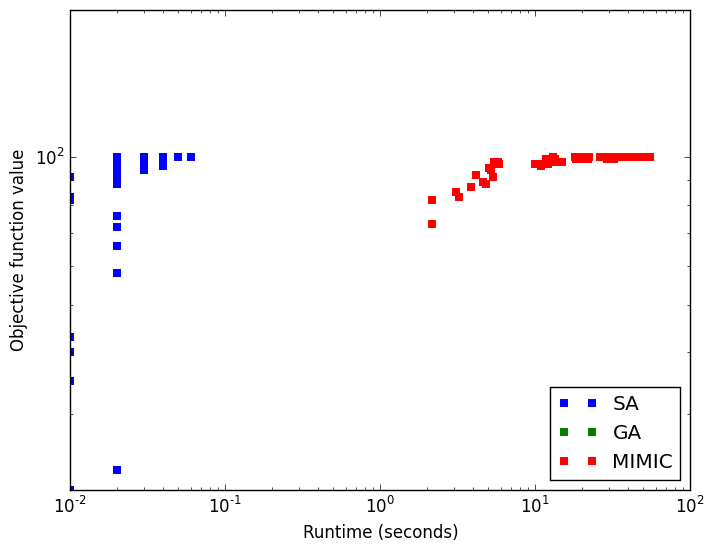 10^2
Objective function value
SA
GA
MIMIC
10^-2
10^-1
10^0
10^1
10^2
Runtime (seconds)